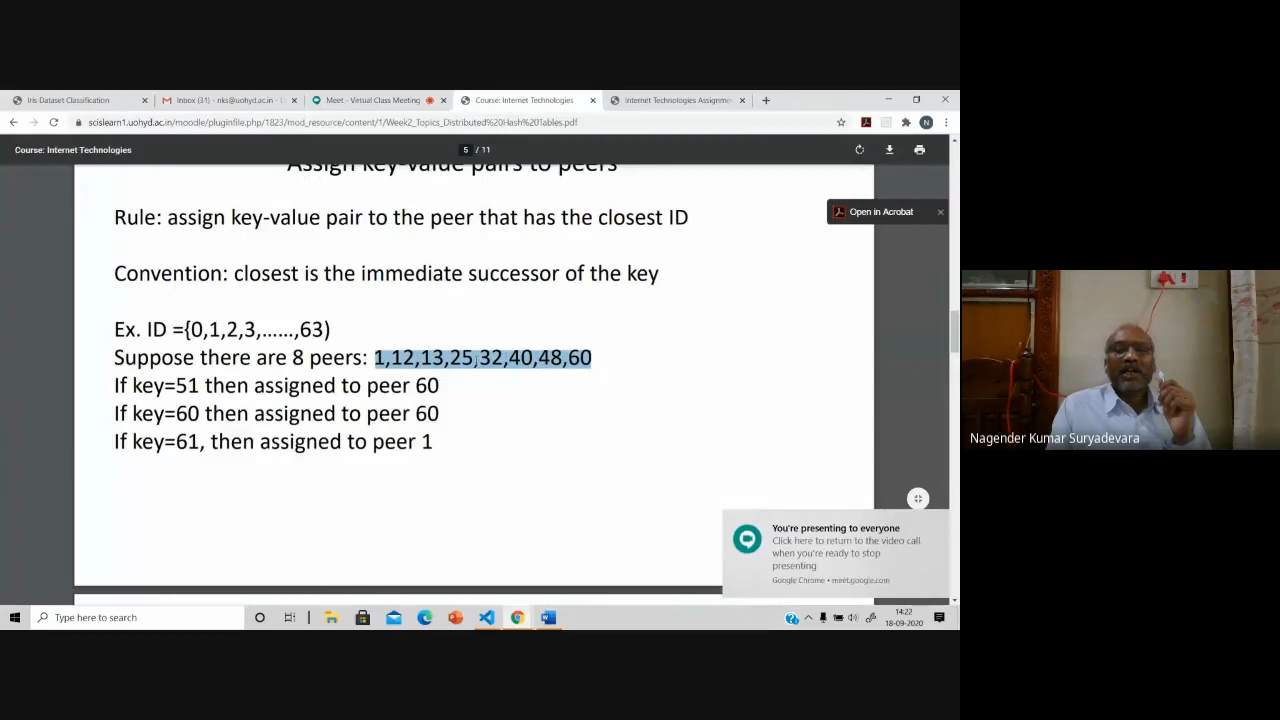 Iris Dataset Classification
Inbox (31) - nks@uohyd.ac.in
Meet - Virtual Class Meeting
Course: Internet Technologies
Internet Technologies Assignme
scislearn1.uohyd.ac.in/moodle/pluginfile.php/1823/mod_resource/content/1/Week2_Topics_Distributed%20Hash%20Tables.pdf
N
Course: Internet Technologies
5 / 11
Assign key-value pairs to peers
Open in Acrobat
Rule: assign key-value pair to the peer that has the closest ID
Convention: closest is the immediate successor of the key
Ex. ID ={0,1,2,3,......,63)
Suppose there are 8 peers: 1,12,13,25,32,40,48,60
If key=51 then assigned to peer 60
If key=60 then assigned to peer 60
If key=61, then assigned to peer 1
Nagender Kumar Suryadevara
You're presenting to everyone
Click here to return to the video call
when you're ready to stop
presenting
Google Chrome • meet.google.com
Type here to search
14:22
18-09-2020